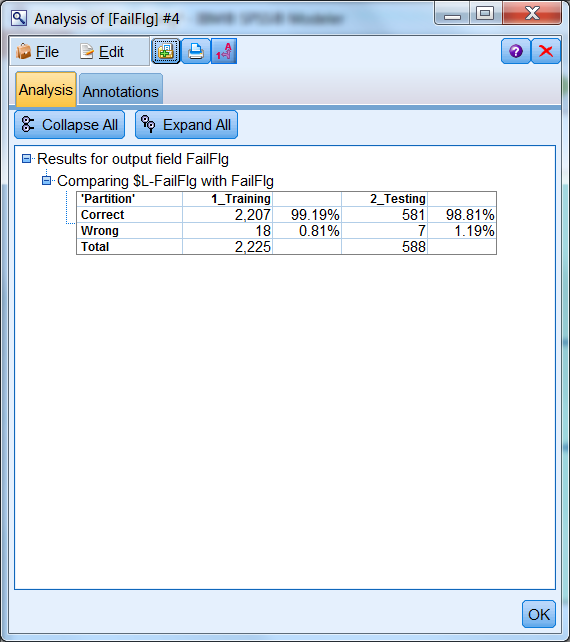 Analysis of [FailFlg] #4
File Edit
Analysis Annotations
Collapse All Expand All
Results for output field FailFlg
Comparing $L-FailFlg with FailFlg
'Partition' 1_Training 2_Testing
Correct 2,207 99.19% 581 98.81%
Wrong 18 0.81% 7 1.19%
Total 2,225 588
OK